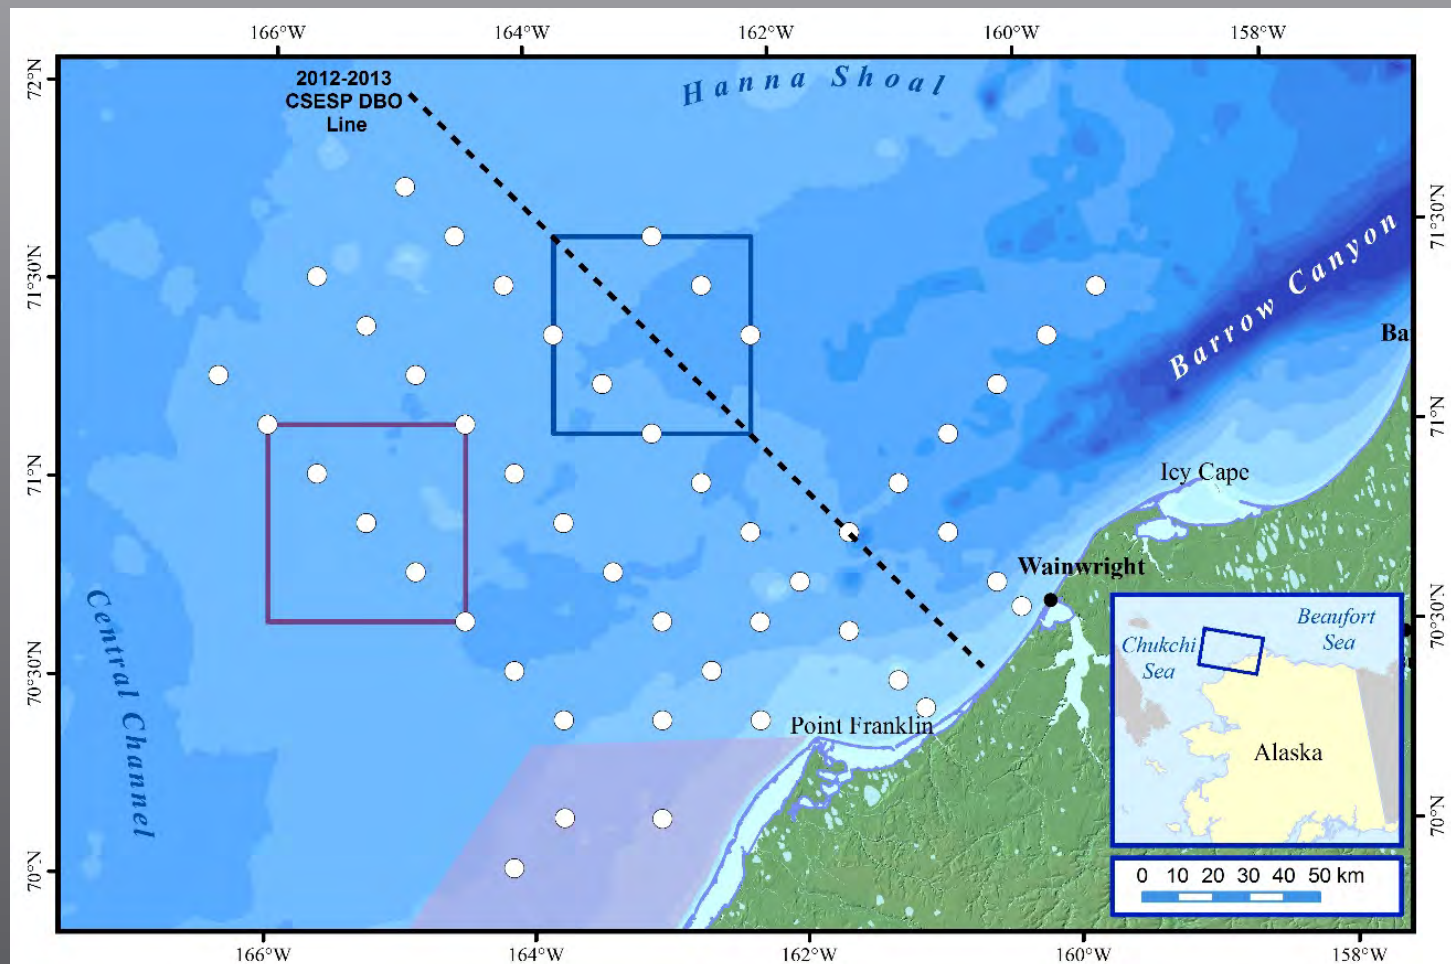 166°W 164°W 162°W 160°W 158°W
72°N
2012-2013
CSESP DBO
Line
Hanna Shoal
71°30'N
71°30'N
Barrow Canyon
Ba
71°N
71°N
Icy Cape
Wainwright
Central Channel
70°30'N
70°30'N
Point Franklin
Beaufort
Sea
Chukchi
Sea
Alaska
70°N
70°N
0 10 20 30 40 50 km
166°W 164°W 162°W 160°W 158°W